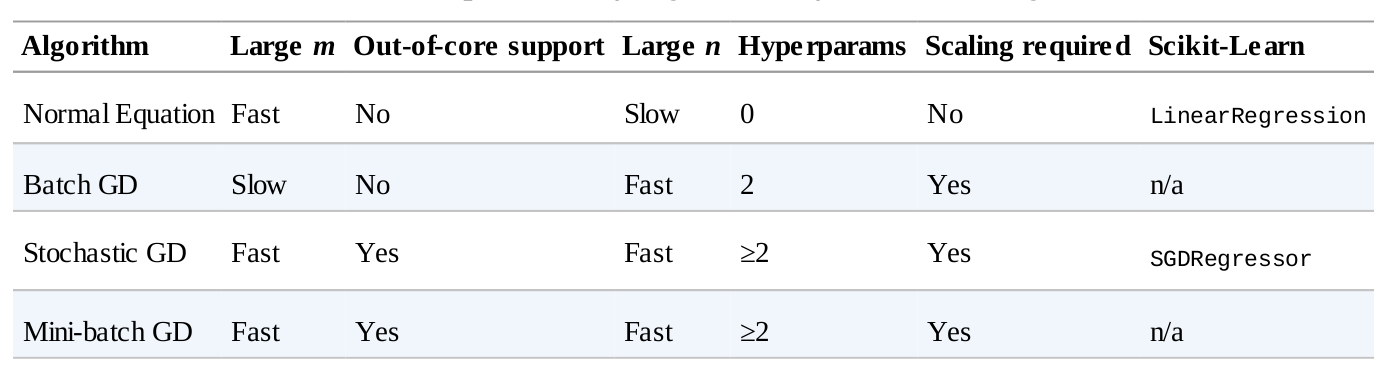 Algorithm Large m Out-of-core support Large n Hyperparams Scaling required Scikit-Learn
Normal Equation Fast No Slow 0 No LinearRegression
Batch GD Slow No Fast 2 Yes n/a
Stochastic GD Fast Yes Fast ≥2 Yes SGDRegressor
Mini-batch GD Fast Yes Fast ≥2 Yes n/a